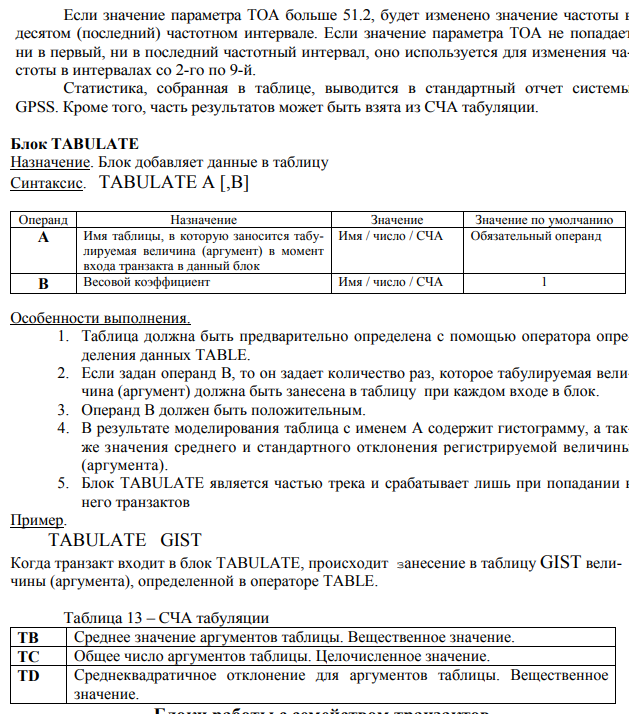 Если значение параметра ТОА больше 51.2, будет изменено значение частоты в
десятом (последний) частотном интервале. Если значение параметра ТОА не попадает
ни в первый, ни в последний частотный интервал, оно используется для изменения ча-
стоты в интервалах со 2-го по 9-й.
Статистика, собранная в таблице, выводится в стандартный отчет системы
GPSS. Кроме того, часть результатов может быть взята из СЧА табуляции.
Блок TABULATE
Назначение. Блок добавляет данные в таблицу
Синтаксис. TABULATE A [,B]
Операнд Назначение Значение Значение по умолчанию
A Имя таблицы, в которую заносится табу- Имя / число / СЧА Обязательный операнд
лируемая величина (аргумент) в момент
входа транзакта в данный блок
B Весовой коэффициент Имя / число / СЧА 1
Особенности выполнения.
1. Таблица должна быть предварительно определена с помощью оператора опре-
деления данных TABLE.
2. Если задан операнд B, то он задает количество раз, которое табулируемая вели-
чина (аргумент) должна быть занесена в таблицу при каждом входе в блок.
3. Операнд B должен быть положительным.
4. В результате моделирования таблица с именем А содержит гистограмму, а так-
же значения среднего и стандартного отклонения регистрируемой величины
(аргумента).
5. Блок TABULATE является частью трека и срабатывает лишь при попадании в
него транзактов
Пример.
TABULATE GIST
Когда транзакт входит в блок TABULATE, происходит занесение в таблицу GIST вели-
чины (аргумента), определенной в операторе TABLE.
Таблица 13 – СЧА табуляции
TB Среднее значение аргументов таблицы. Вещественное значение.
TC Общее число аргументов таблицы. Целочисленное значение.
TD Среднеквадратичное отклонение для аргументов таблицы. Вещественное
значение.
Блоки работы с семейством транзактов